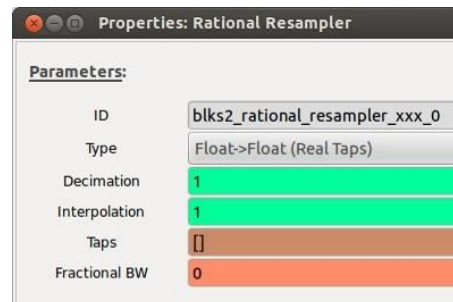 Properties: Rational Resampler
Parameters:
ID blks2_rational_resampler_xxx_0
Type Float->Float (Real Taps)
Decimation 1
Interpolation 1
Taps []
Fractional BW 0